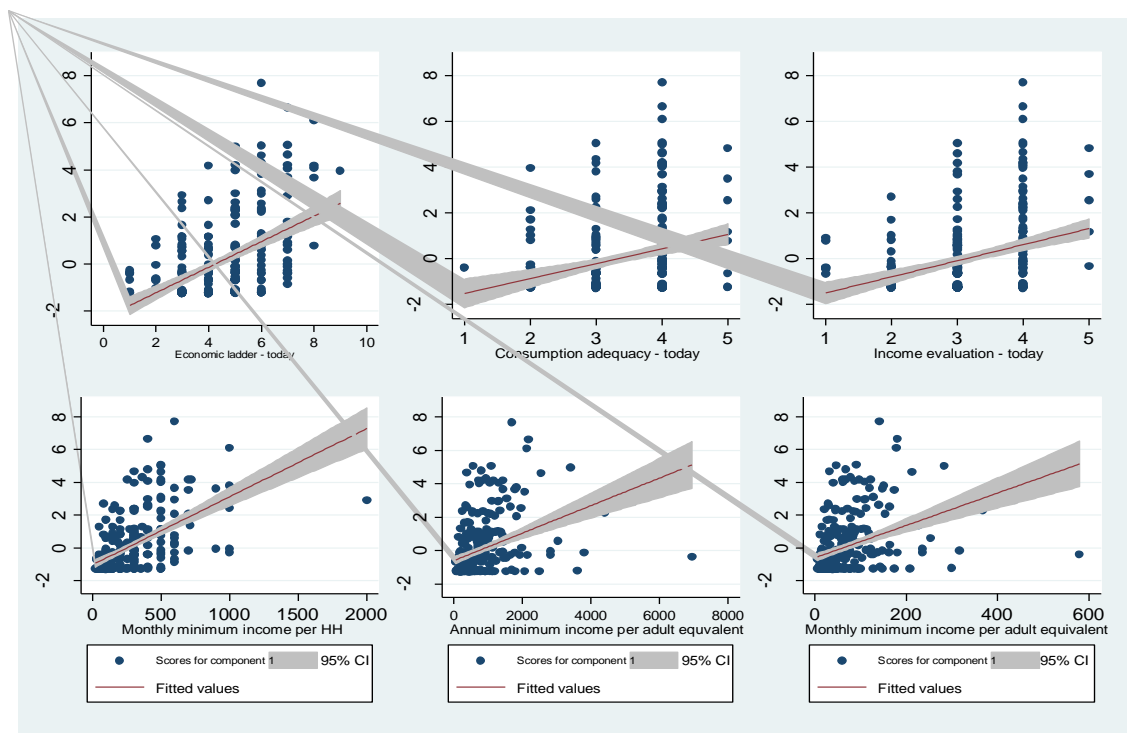 8
6
4
2
0
-2
0 2 4 6 8 10
Economic ladder - today
8
6
4
2
0
-2
1 2 3 4 5
Consumption adequacy - today
8
6
4
2
0
-2
1 2 3 4 5
Income evaluation - today
8
6
4
2
0
-2
0 500 1000 1500 2000
Monthly minimum income per HH
8
6
4
2
0
-2
0 2000 4000 6000 8000
Annual minimum income per adult equvalent
8
6
4
2
0
-2
0 200 400 600
Monthly minimum income per adult equivalent
Scores for component 1 95% CI
Fitted values
Scores for component 1 95% CI
Fitted values
Scores for component 1 95% CI
Fitted values